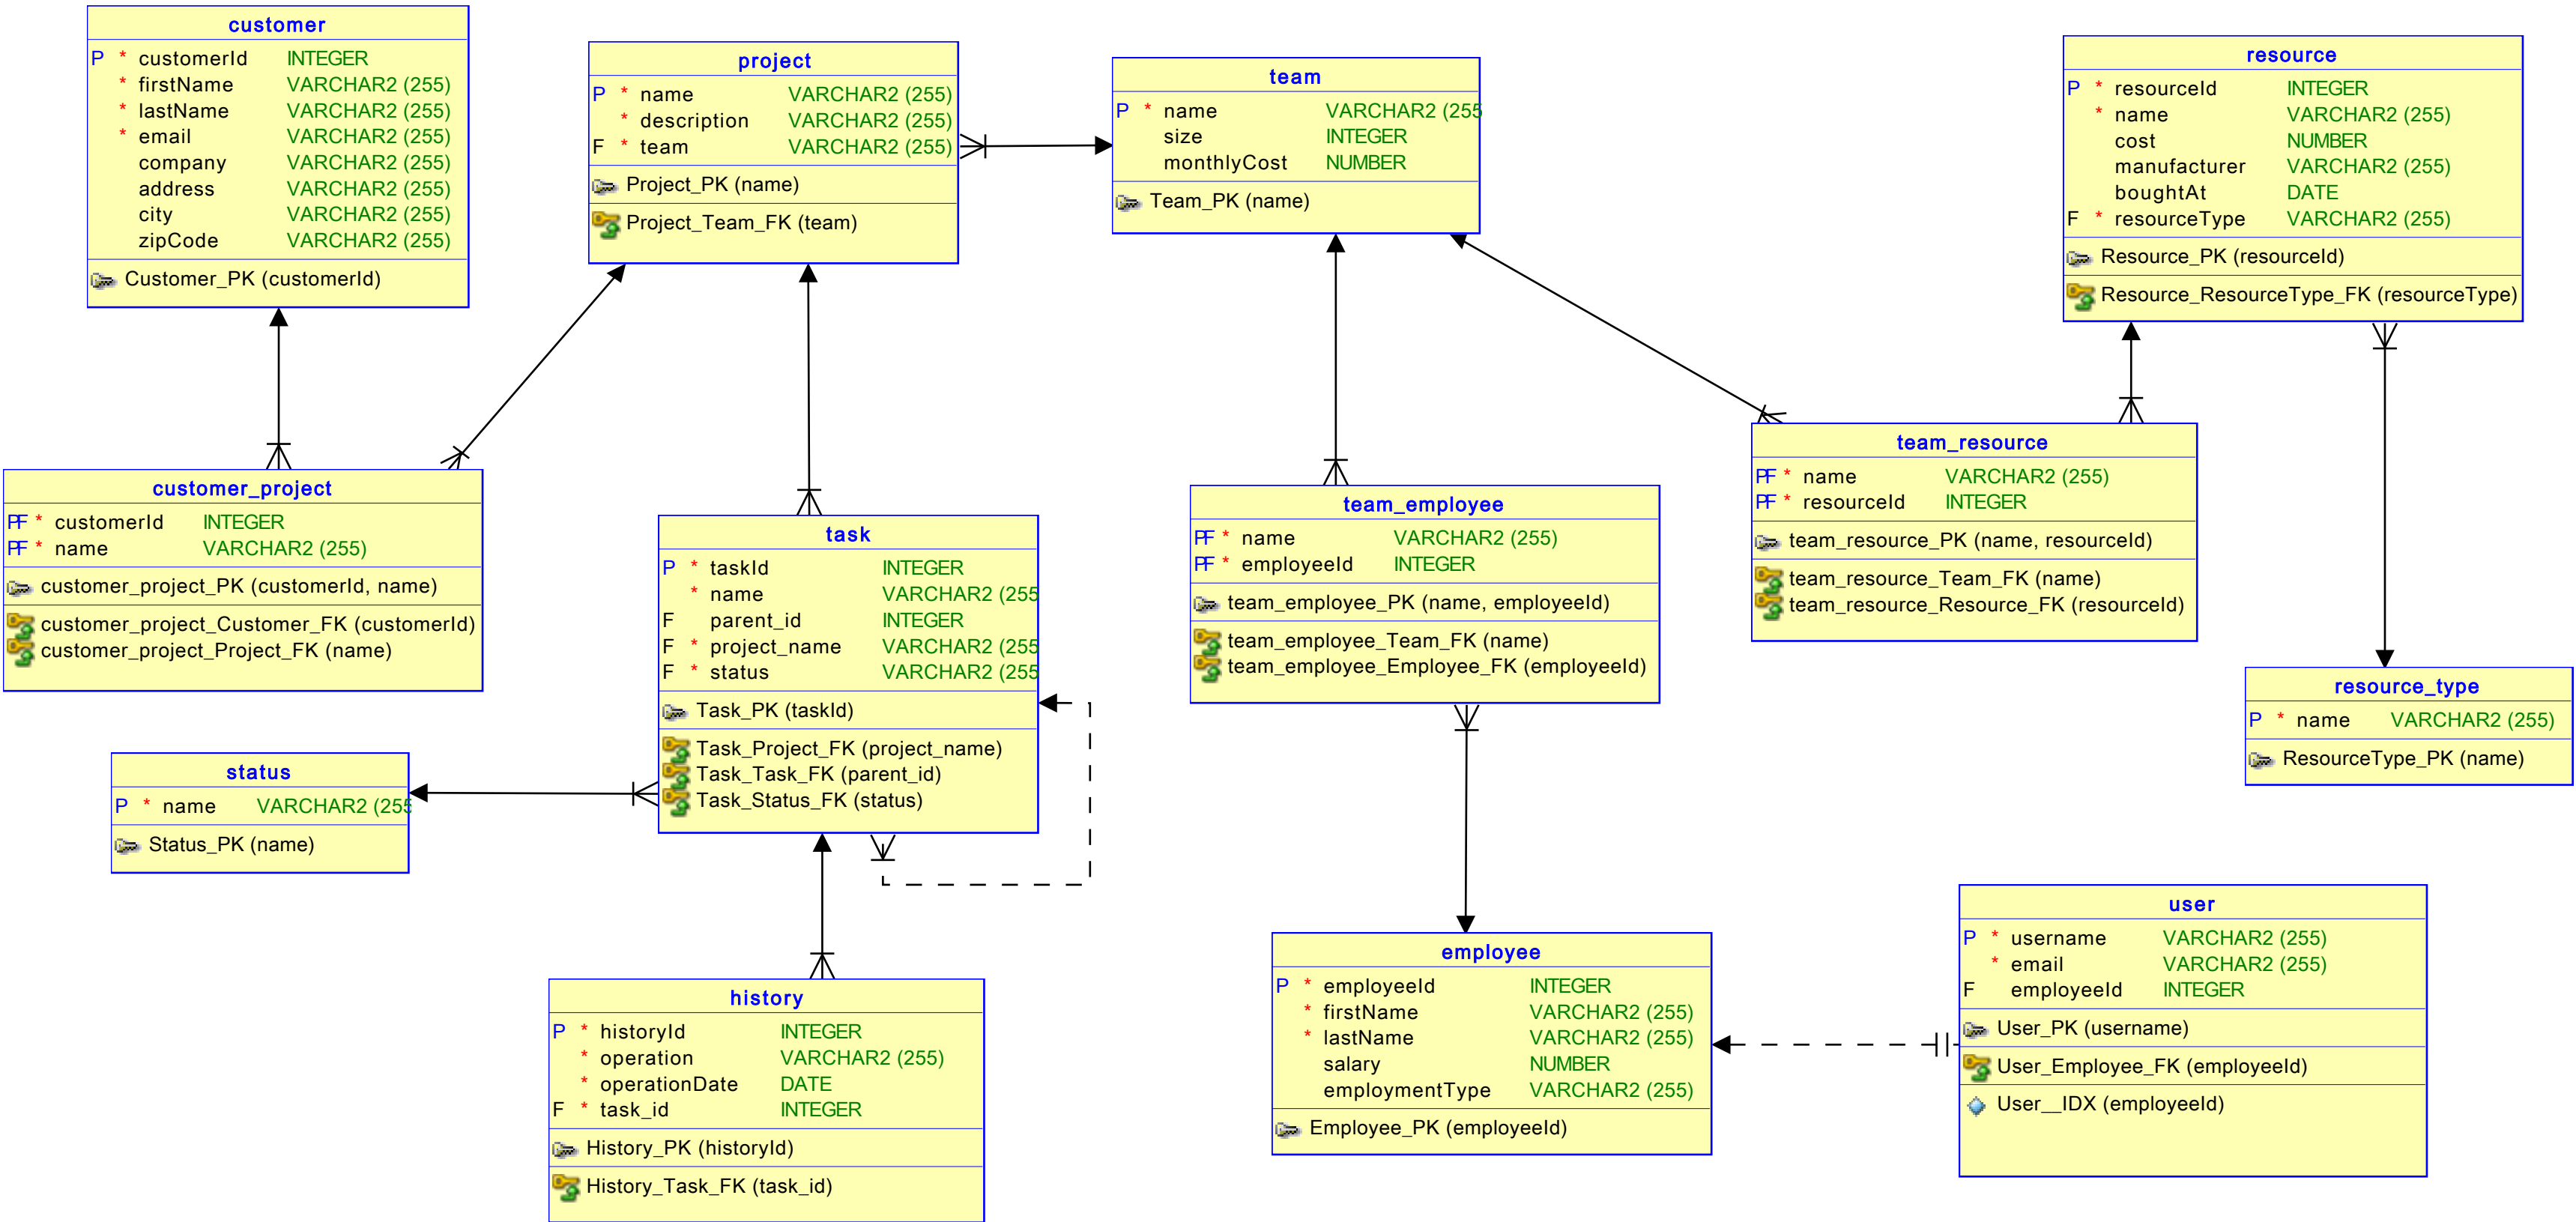 customer
P * customerId INTEGER
* firstName VARCHAR2 (255)
* lastName VARCHAR2 (255)
* email VARCHAR2 (255)
company VARCHAR2 (255)
address VARCHAR2 (255)
city VARCHAR2 (255)
zipCode VARCHAR2 (255)
Customer_PK (customerId)
project
P * name VARCHAR2 (255)
* description VARCHAR2 (255)
F * team VARCHAR2 (255)
Project_PK (name)
Project_Team_FK (team)
team
P * name VARCHAR2 (255
size INTEGER
monthlyCost NUMBER
Team_PK (name)
resource
P * resourceId INTEGER
* name VARCHAR2 (255)
cost NUMBER
manufacturer VARCHAR2 (255)
boughtAt DATE
F * resourceType VARCHAR2 (255)
Resource_PK (resourceId)
Resource_ResourceType_FK (resourceType)
customer_project
PF * customerId INTEGER
PF * name VARCHAR2 (255)
customer_project_PK (customerId, name)
customer_project_Customer_FK (customerId)
customer_project_Project_FK (name)
task
P * taskId INTEGER
* name VARCHAR2 (255
F parent_id INTEGER
F * project_name VARCHAR2 (255
F * status VARCHAR2 (255
Task_PK (taskId)
Task_Project_FK (project_name)
Task_Task_FK (parent_id)
Task_Status_FK (status)
team_employee
PF * name VARCHAR2 (255)
PF * employeeId INTEGER
team_employee_PK (name, employeeId)
team_employee_Team_FK (name)
team_employee_Employee_FK (employeeId)
team_resource
PF * name VARCHAR2 (255)
PF * resourceId INTEGER
team_resource_PK (name, resourceId)
team_resource_Team_FK (name)
team_resource_Resource_FK (resourceId)
resource_type
P * name VARCHAR2 (255)
ResourceType_PK (name)
status
P * name VARCHAR2 (255
Status_PK (name)
history
P * historyId INTEGER
* operation VARCHAR2 (255)
* operationDate DATE
F * task_id INTEGER
History_PK (historyId)
History_Task_FK (task_id)
employee
P * employeeId INTEGER
* firstName VARCHAR2 (255)
* lastName VARCHAR2 (255)
salary NUMBER
employmentType VARCHAR2 (255)
Employee_PK (employeeId)
user
P * username VARCHAR2 (255)
* email VARCHAR2 (255)
F employeeId INTEGER
User_PK (username)
User_Employee_FK (employeeId)
User__IDX (employeeId)